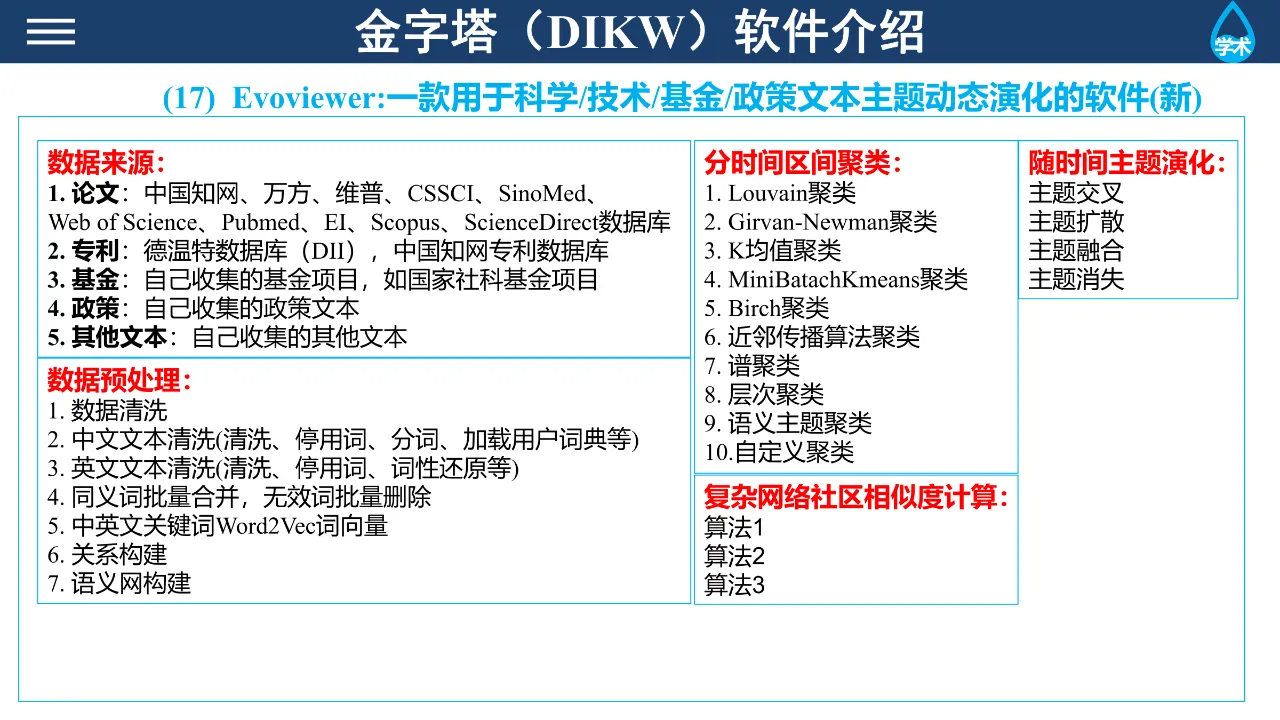 金字塔（DIKW）软件介绍
学术
(17) Evoviewer:一款用于科学/技术/基金/政策文本主题动态演化的软件(新)
数据来源：
1. 论文：中国知网、万方、维普、CSSCI、SinoMed、
Web of Science、Pubmed、EI、Scopus、ScienceDirect数据库
2. 专利：德温特数据库（DII），中国知网专利数据库
3. 基金：自己收集的基金项目，如国家社科基金项目
4. 政策：自己收集的政策文本
5. 其他文本：自己收集的其他文本
数据预处理：
1. 数据清洗
2. 中文文本清洗(清洗、停用词、分词、加载用户词典等)
3. 英文文本清洗(清洗、停用词、词性还原等)
4. 同义词批量合并，无效词批量删除
5. 中英文关键词Word2Vec词向量
6. 关系构建
7. 语义网构建
分时间区间聚类：
1. Louvain聚类
2. Girvan-Newman聚类
3. K均值聚类
4. MiniBatachKmeans聚类
5. Birch聚类
6. 近邻传播算法聚类
7. 谱聚类
8. 层次聚类
9. 语义主题聚类
10.自定义聚类
复杂网络社区相似度计算：
算法1
算法2
算法3
随时间主题演化：
主题交叉
主题扩散
主题融合
主题消失